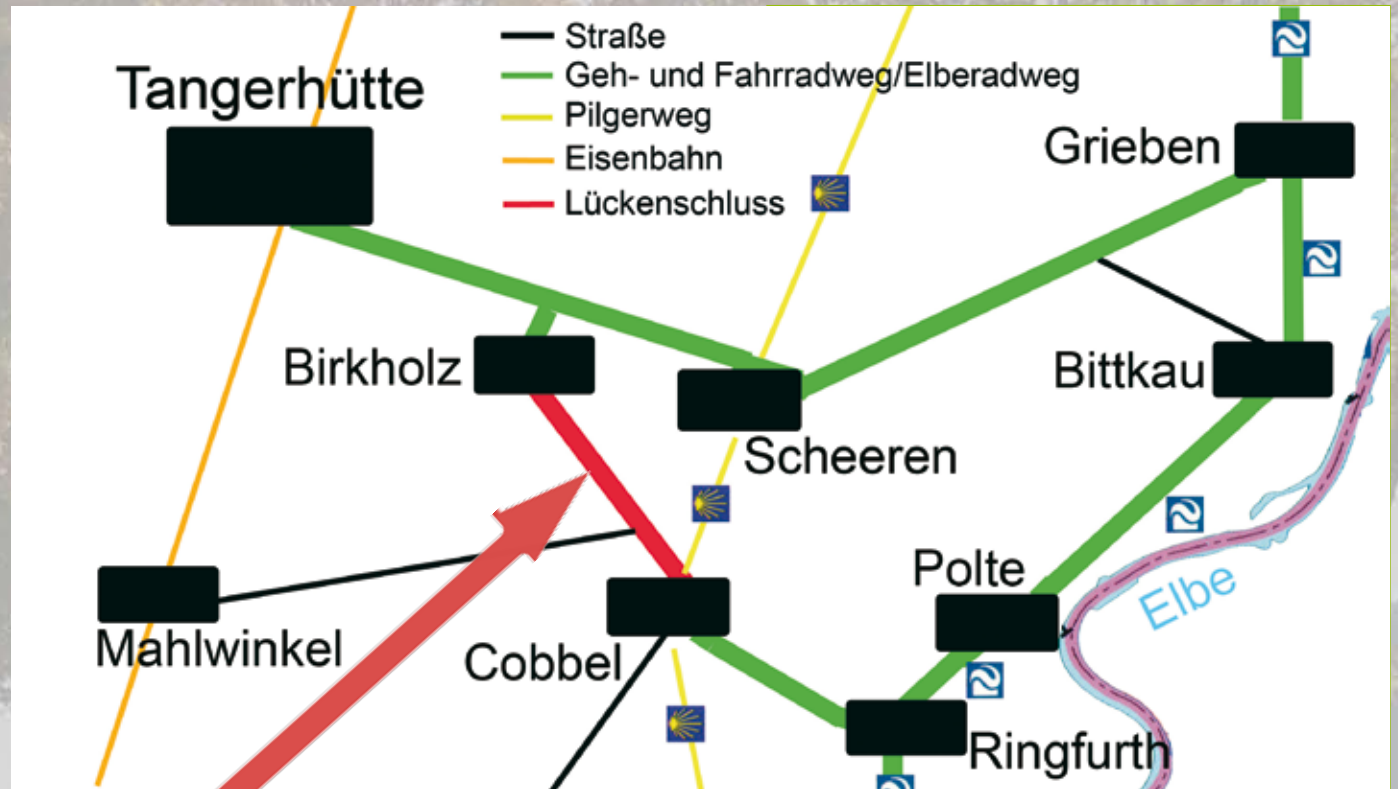 Straße
Geh- und Fahrradweg/Elberadweg
Pilgerweg
Eisenbahn
Lückenschluss
Tangerhütte
Grieben
Birkholz
Bittkau
Scheeren
Polte
Elbe
Mahlwinkel
Cobbel
Ringfurth